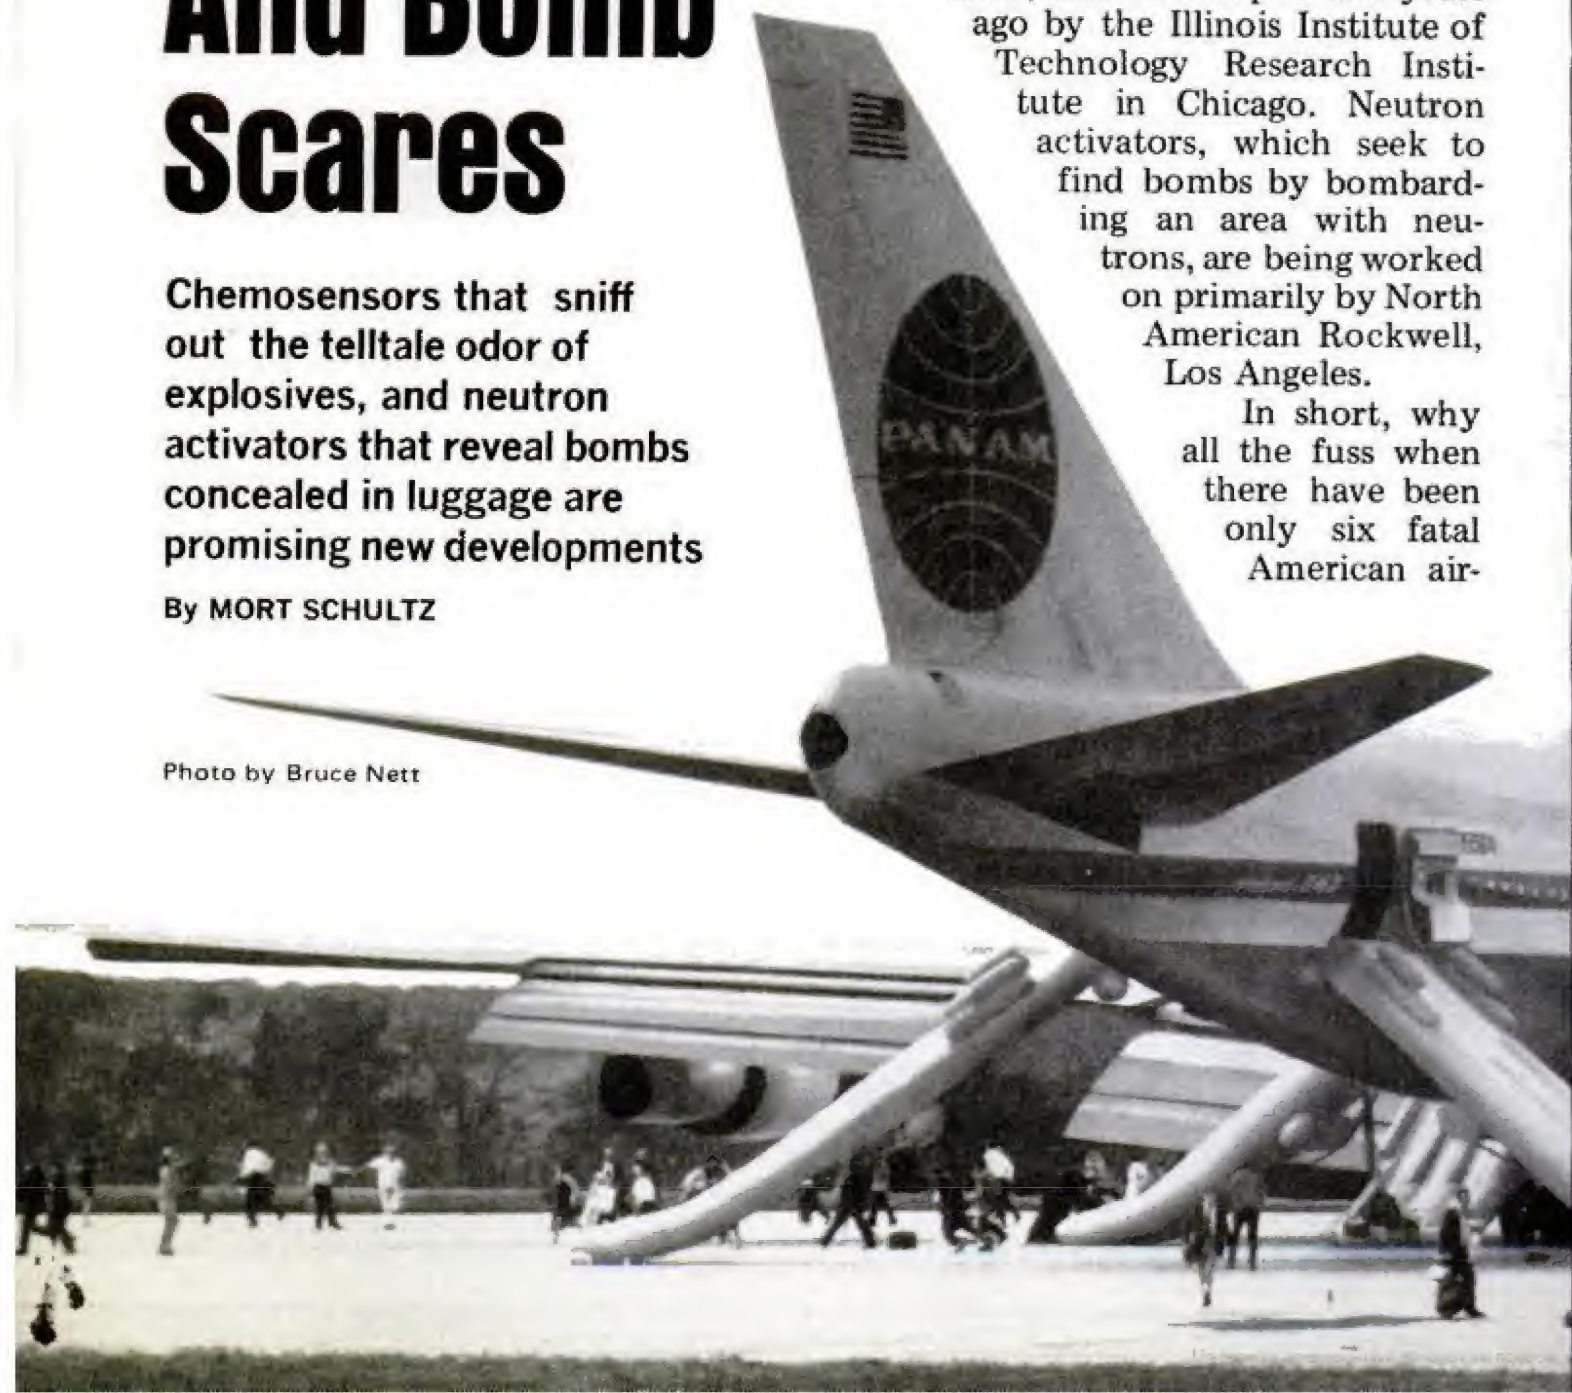 And Bomb
Scares
Chemosensors that sniff
out the telltale odor of
explosives, and neutron
activators that reveal bombs
concealed in luggage are
promising new developments
By MORT SCHULTZ
Photo by Bruce Nett
ago by the Illinois Institute of
Technology Research Insti-
tute in Chicago. Neutron
activators, which seek to
find bombs by bombard-
ing an area with neu-
trons, are being worked
on primarily by North
American Rockwell,
Los Angeles.
In short, why
all the fuss when
there have been
only six fatal
American air-
PAN AM